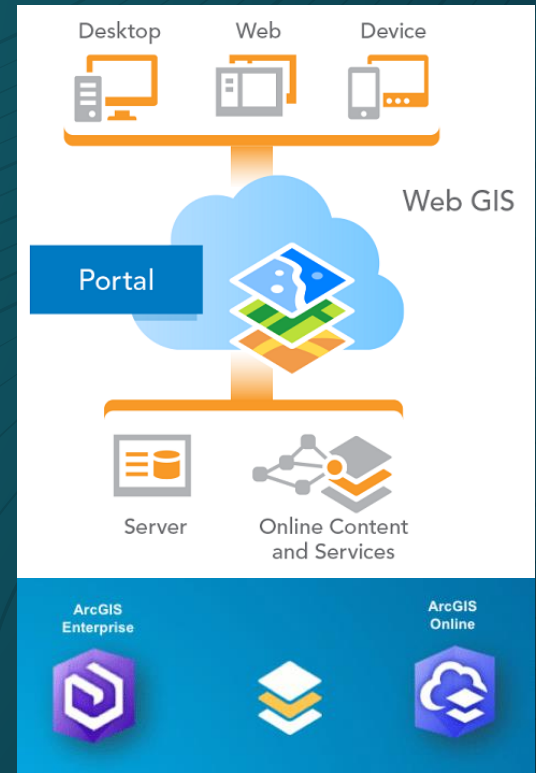 Desktop
Web
Device
Web GIS
Portal
Server
Online Content
and Services
ArcGIS
Enterprise
ArcGIS
Online